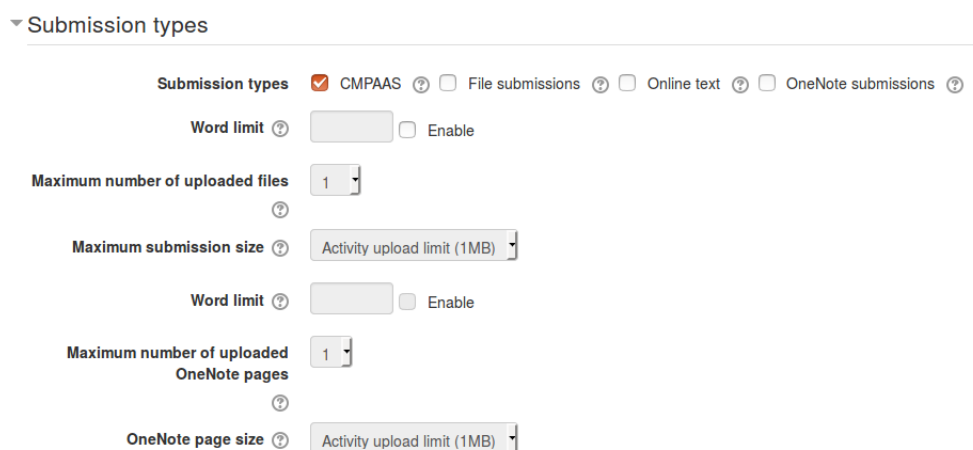 Submission types
Submission types CMPAAS File submissions Online text OneNote submissions
Word limit Enable
Maximum number of uploaded files 1
Maximum submission size Activity upload limit (1MB)
Word limit Enable
Maximum number of uploaded 1
OneNote pages
OneNote page size Activity upload limit (1MB)